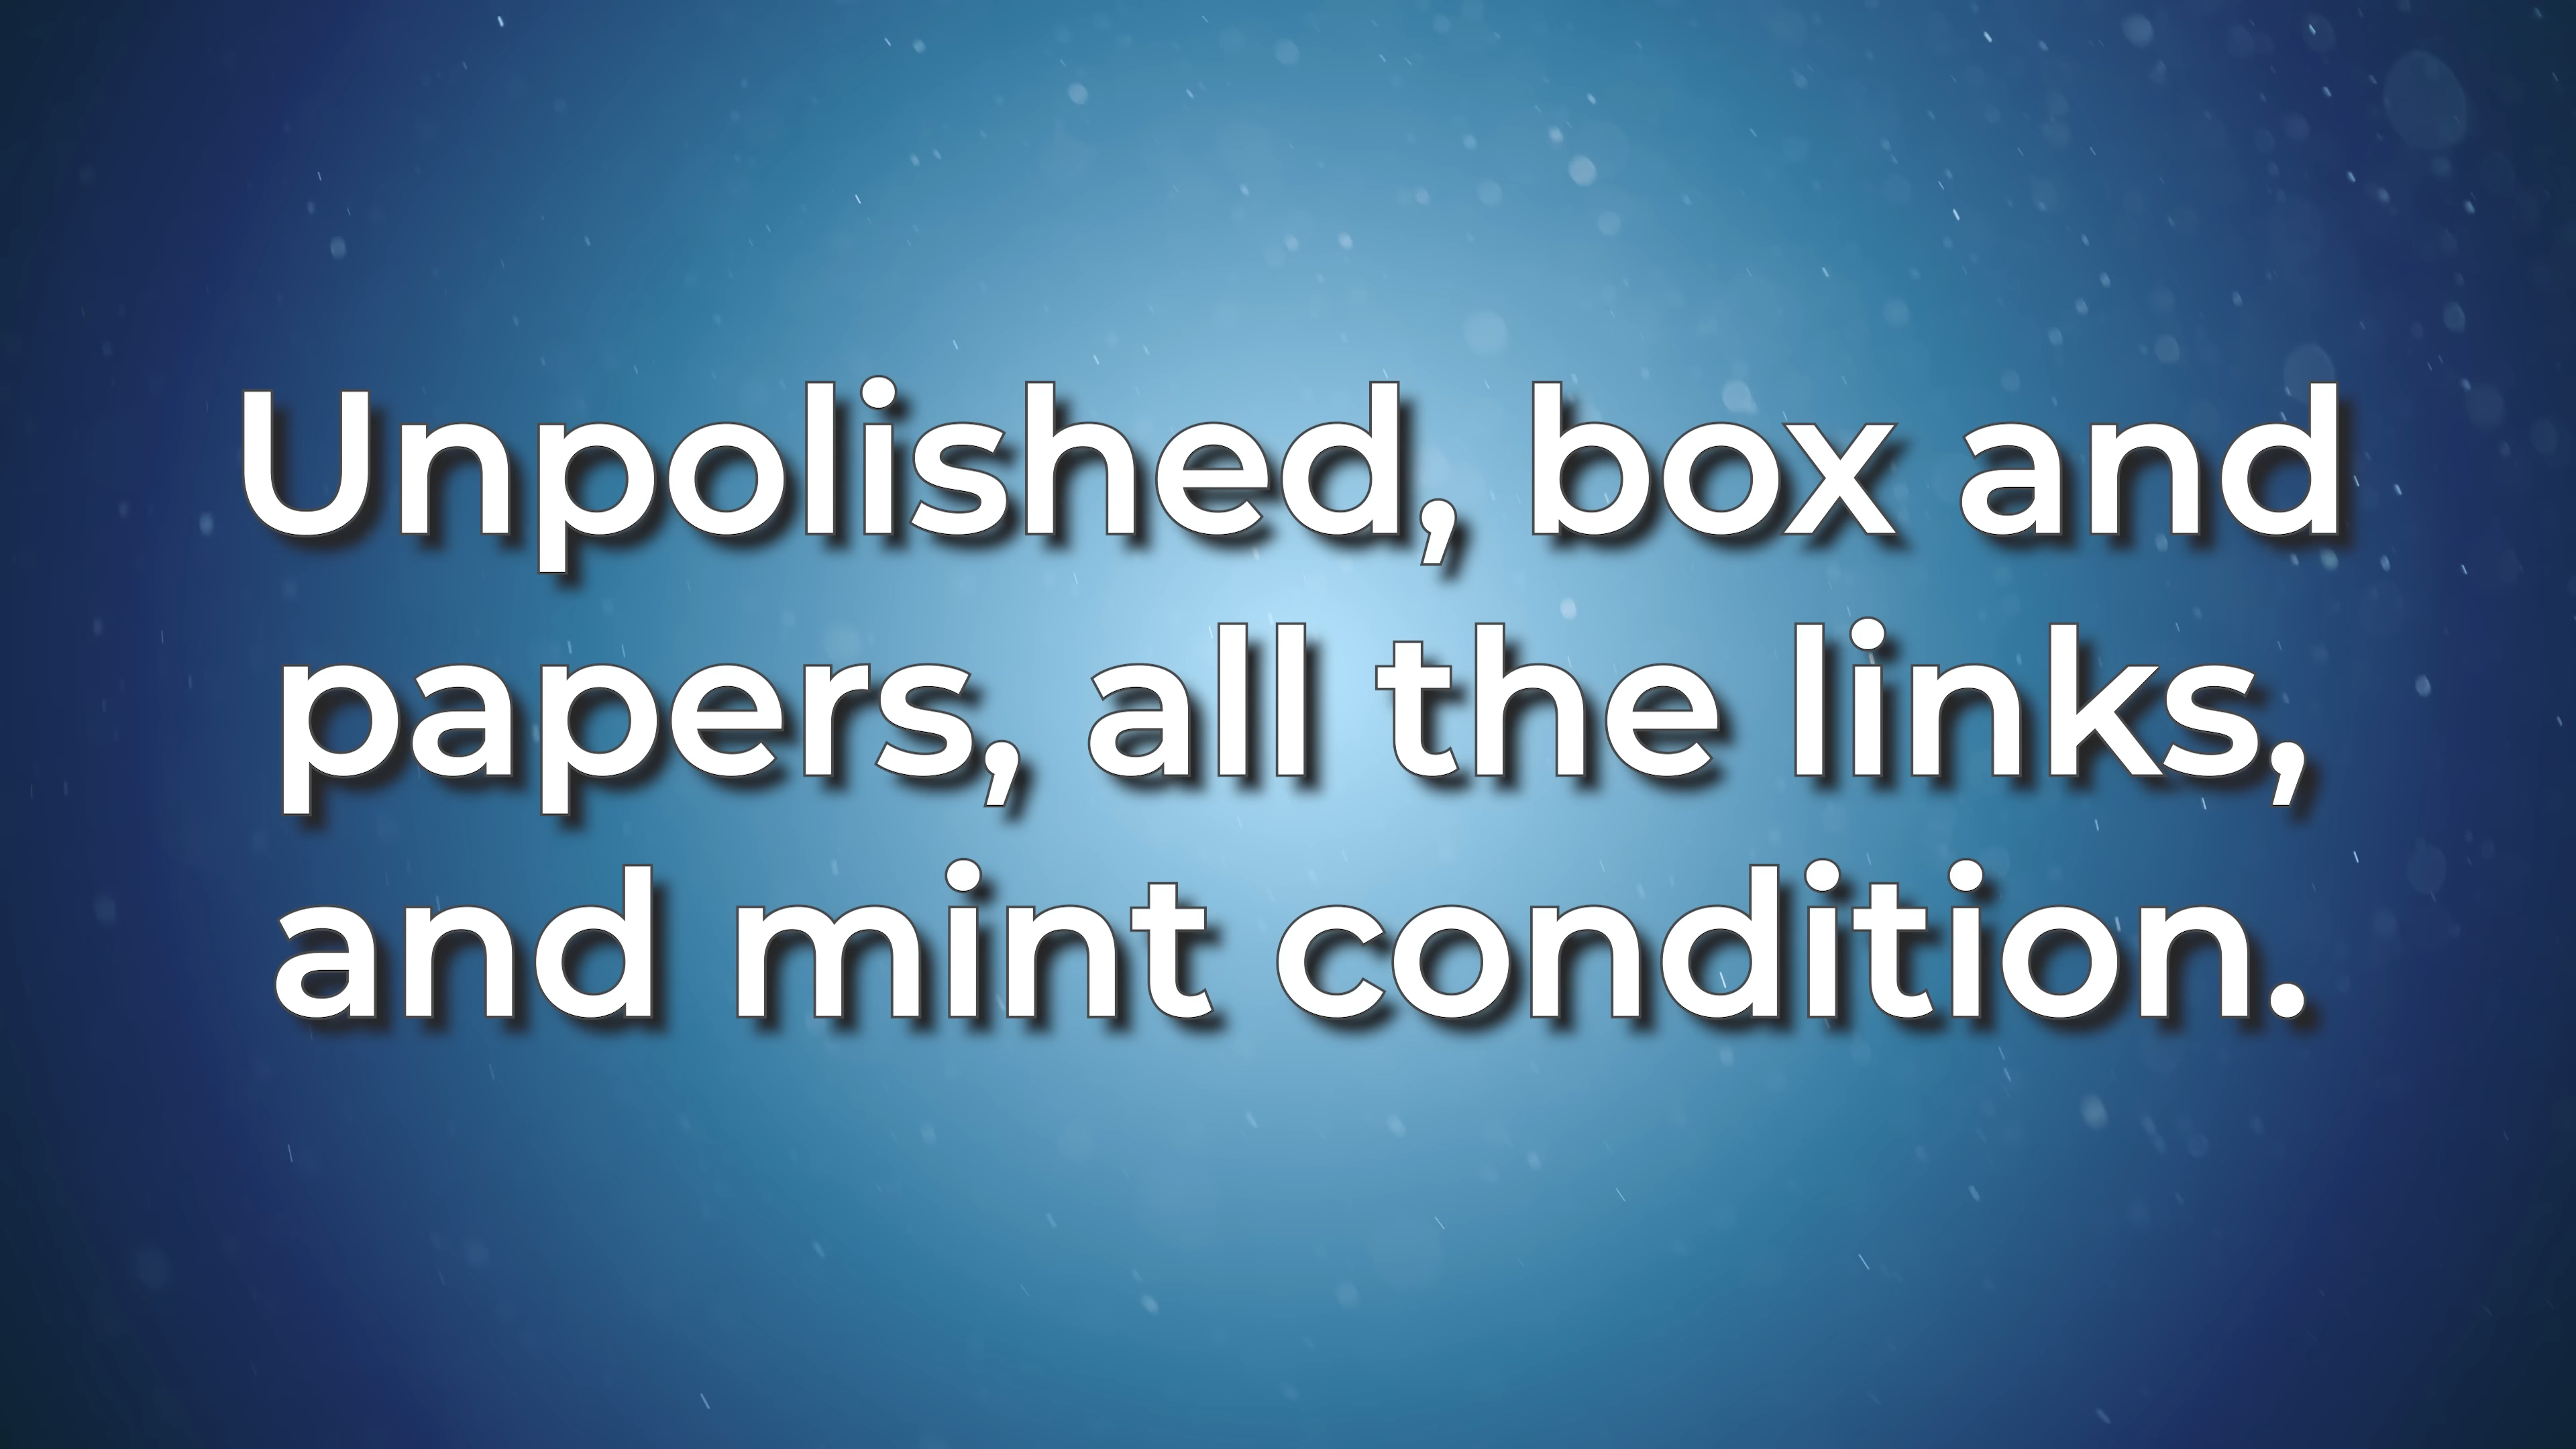 Unpolished, box and
papers, all the links,
and mint condition.